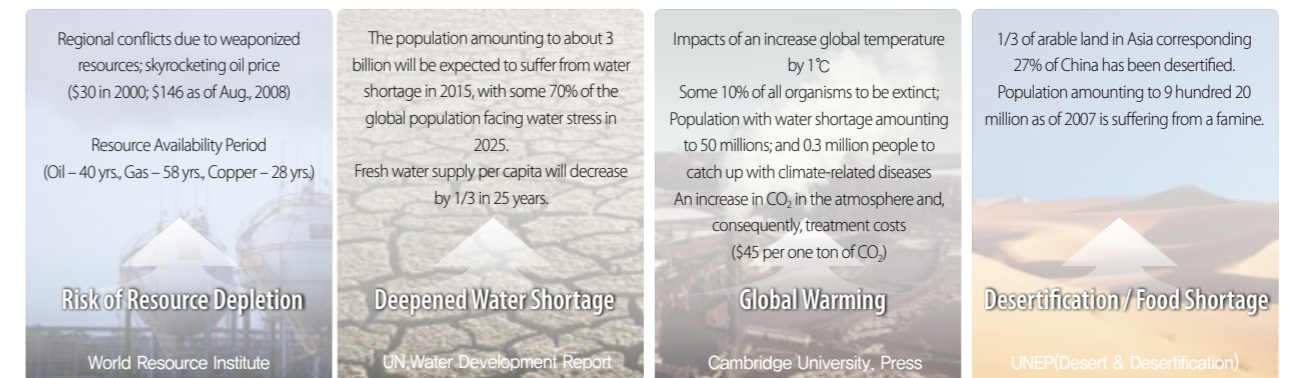 Regional conflicts due to weaponized
resources; skyrocketing oil price
($30 in 2000; $146 as of Aug., 2008)
Resource Availability Period
(Oil – 40 yrs., Gas – 58 yrs., Copper – 28 yrs.)
Risk of Resource Depletion
World Resource Institute
The population amounting to about 3
billion will be expected to suffer from water
shortage in 2015, with some 70% of the
global population facing water stress in
2025.
Fresh water supply per capita will decrease
by 1/3 in 25 years.
Deepened Water Shortage
UN,Water Development Report
Impacts of an increase global temperature
by 1℃
Some 10% of all organisms to be extinct;
Population with water shortage amounting
to 50 millions; and 0.3 million people to
catch up with climate-related diseases
An increase in CO₂ in the atmosphere and,
consequently, treatment costs
($45 per one ton of CO₂)
Global Warming
Cambridge University, Press
1/3 of arable land in Asia corresponding
27% of China has been desertified.
Population amounting to 9 hundred 20
million as of 2007 is suffering from a famine.
Desertification / Food Shortage
UNEP(Desert & Desertification)